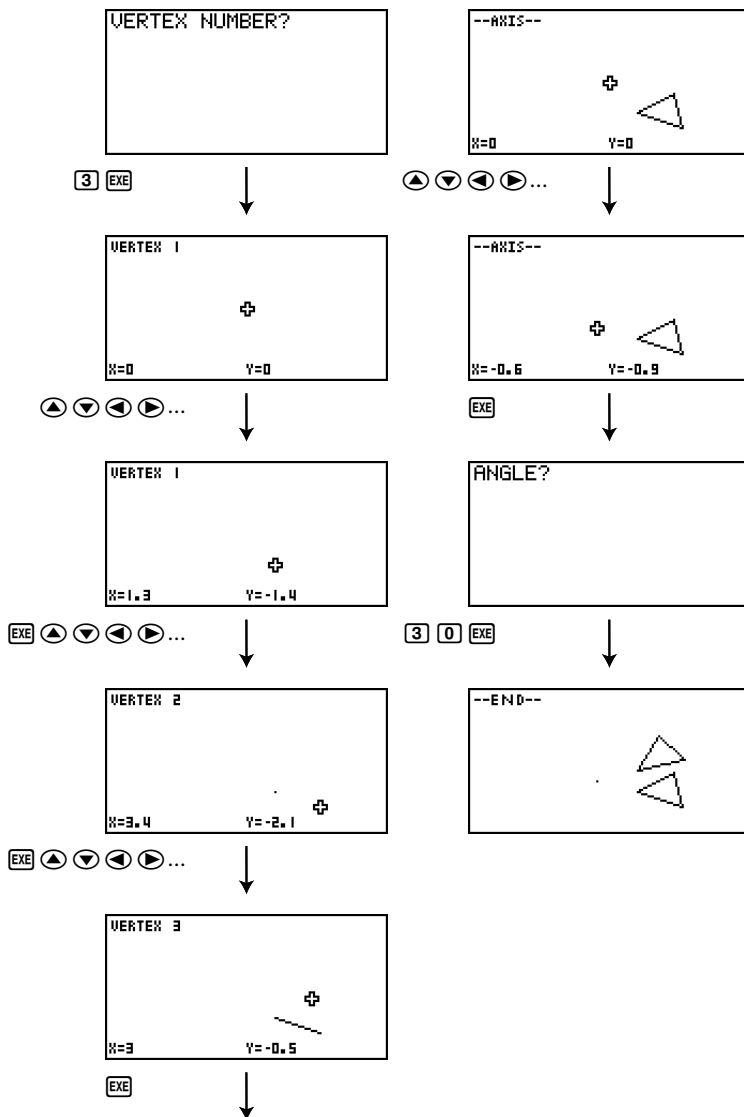 VERTEX NUMBER?
3 EXE
VERTEX 1
X=0 Y=0
...
VERTEX 1
X=1.3 Y=-1.4
EXE ...
VERTEX 2
X=3.4 Y=-2.1
EXE ...
VERTEX 3
X=3 Y=-0.5
EXE
--AXIS--
X=0 Y=0
...
--AXIS--
X=-0.6 Y=-0.9
EXE
ANGLE?
3 0 EXE
--END--